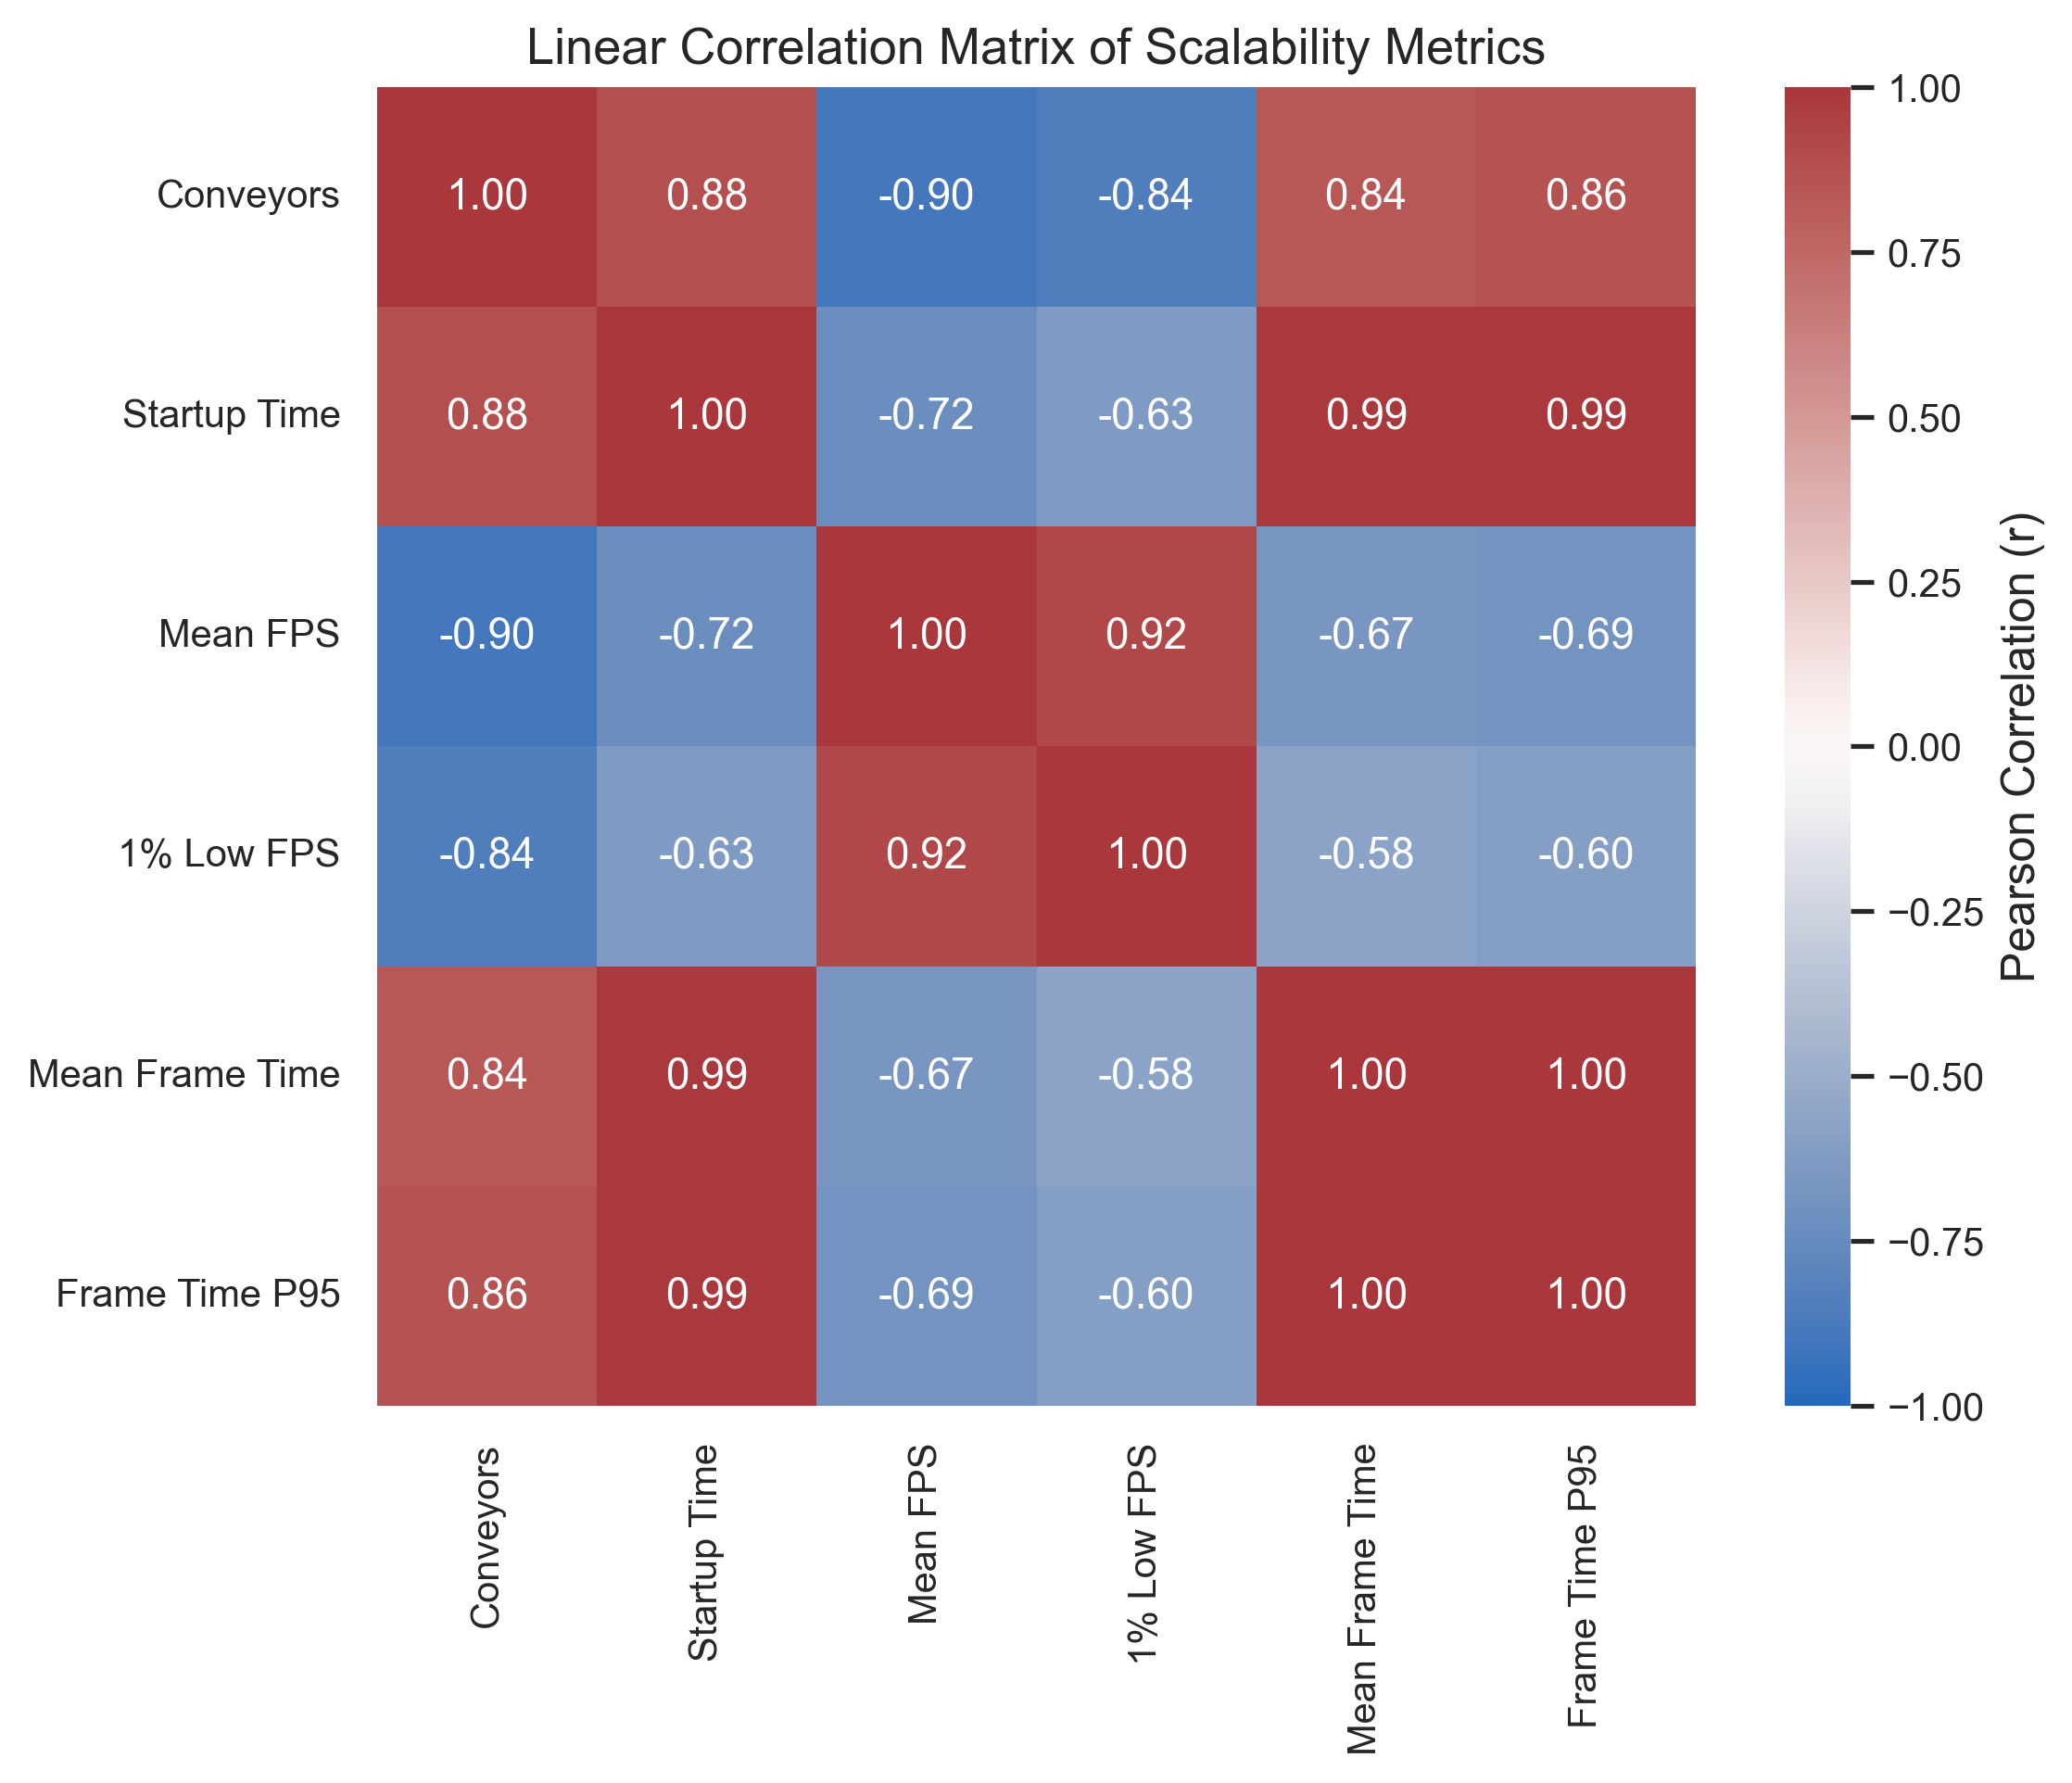 Linear Correlation Matrix of Scalability Metrics
Conveyors 1.00 0.88 -0.90 -0.84 0.84 0.86
Startup Time 0.88 1.00 -0.72 -0.63 0.99 0.99
Mean FPS -0.90 -0.72 1.00 0.92 -0.67 -0.69
1% Low FPS -0.84 -0.63 0.92 1.00 -0.58 -0.60
Mean Frame Time 0.84 0.99 -0.67 -0.58 1.00 1.00
Frame Time P95 0.86 0.99 -0.69 -0.60 1.00 1.00
Conveyors
Startup Time
Mean FPS
1% Low FPS
Mean Frame Time
Frame Time P95
1.00
0.75
0.50
0.25
0.00
−0.25
−0.50
−0.75
−1.00
Pearson Correlation (r)